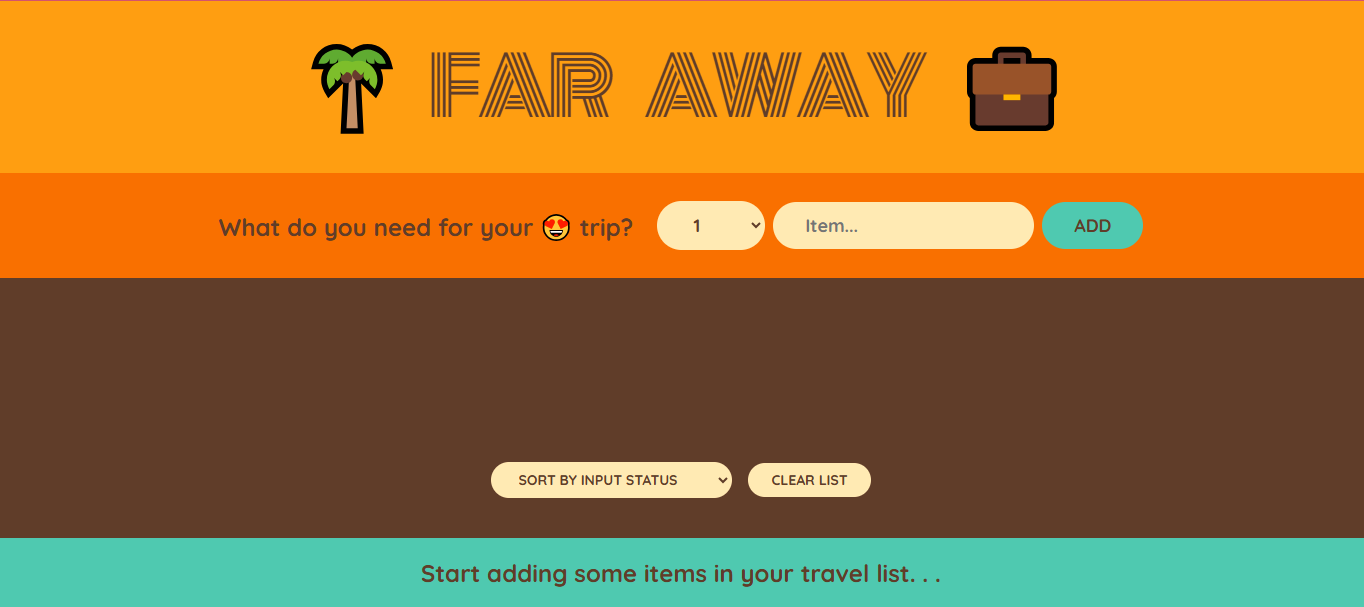 FAR AWAY
What do you need for your 😍 trip?
1
Item...
ADD
SORT BY INPUT STATUS
CLEAR LIST
Start adding some items in your travel list. . .